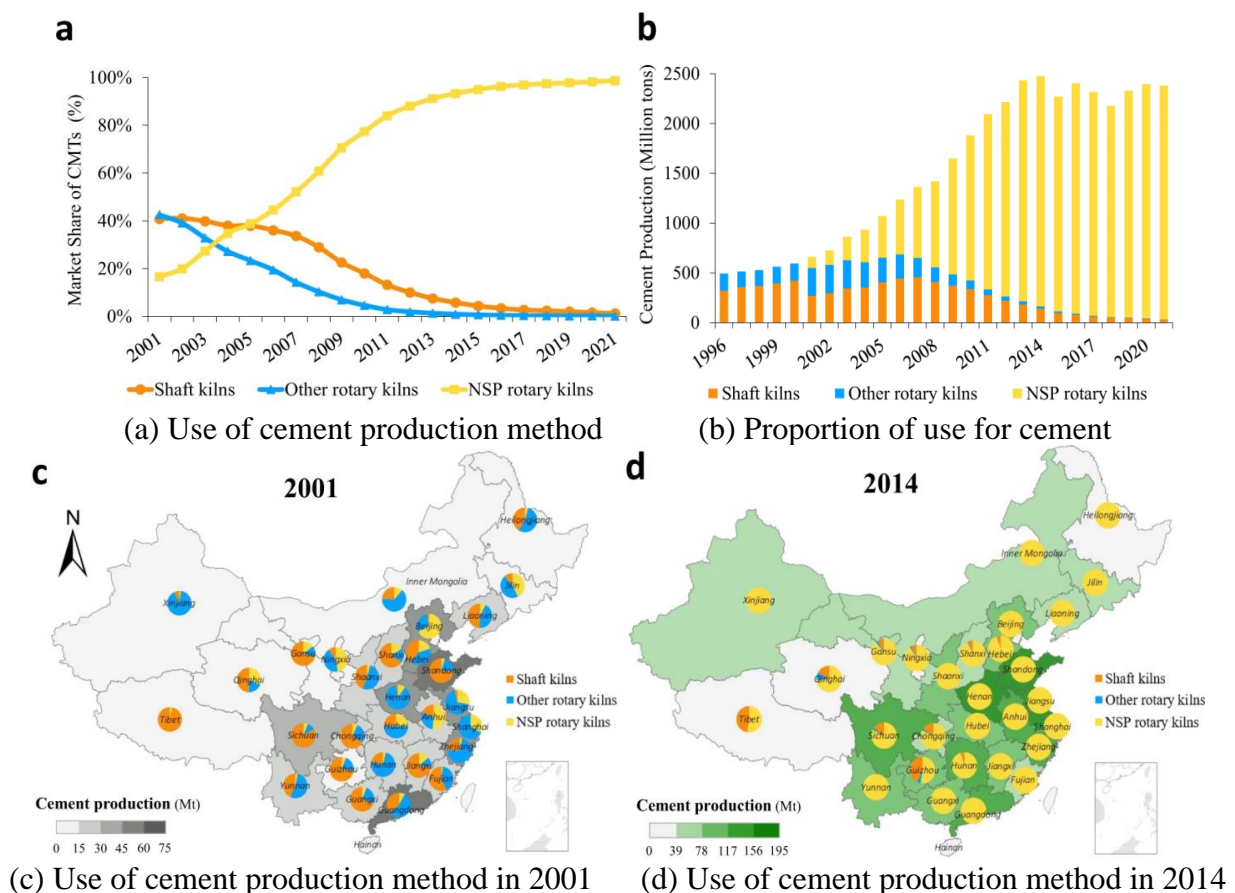 a
100%
80%
60%
40%
20%
0%
Market Share of CMTs (%)
2001
2003
2005
2007
2009
2011
2013
2015
2017
2019
2021
Shaft kilns Other rotary kilns NSP rotary kilns
(a) Use of cement production method
b
2500
2000
1500
1000
500
0
Cement Production (Million tons)
1996
1999
2002
2005
2008
2011
2014
2017
2020
Shaft kilns Other rotary kilns NSP rotary kilns
(b) Proportion of use for cement
c
2001
N
Heilongjiang
Inner Mongolia
Jilin
Xinjiang
Liaoning
Beijing
Gansu
Ningxia
Shanxi
Hebei
Shandong
Qinghai
Shaanxi
Henan
Jiangsu
Tibet
Anhui
Shanghai
Hubei
Sichuan
Chongqing
Zhejiang
Hunan
Jiangxi
Guizhou
Fujian
Yunnan
Guangxi
Guangdong
Hainan
Shaft kilns
Other rotary kilns
NSP rotary kilns
Cement production (Mt)
0 15 30 45 60 75
(c) Use of cement production method in 2001
d
2014
Heilongjiang
Inner Mongolia
Jilin
Xinjiang
Liaoning
Beijing
Gansu
Ningxia
Shanxi
Hebei
Shandong
Qinghai
Shaanxi
Henan
Jiangsu
Tibet
Anhui
Shanghai
Hubei
Sichuan
Chongqing
Zhejiang
Hunan
Jiangxi
Guizhou
Fujian
Yunnan
Guangxi
Guangdong
Hainan
Shaft kilns
Other rotary kilns
NSP rotary kilns
Cement production (Mt)
0 39 78 117 156 195
(d) Use of cement production method in 2014